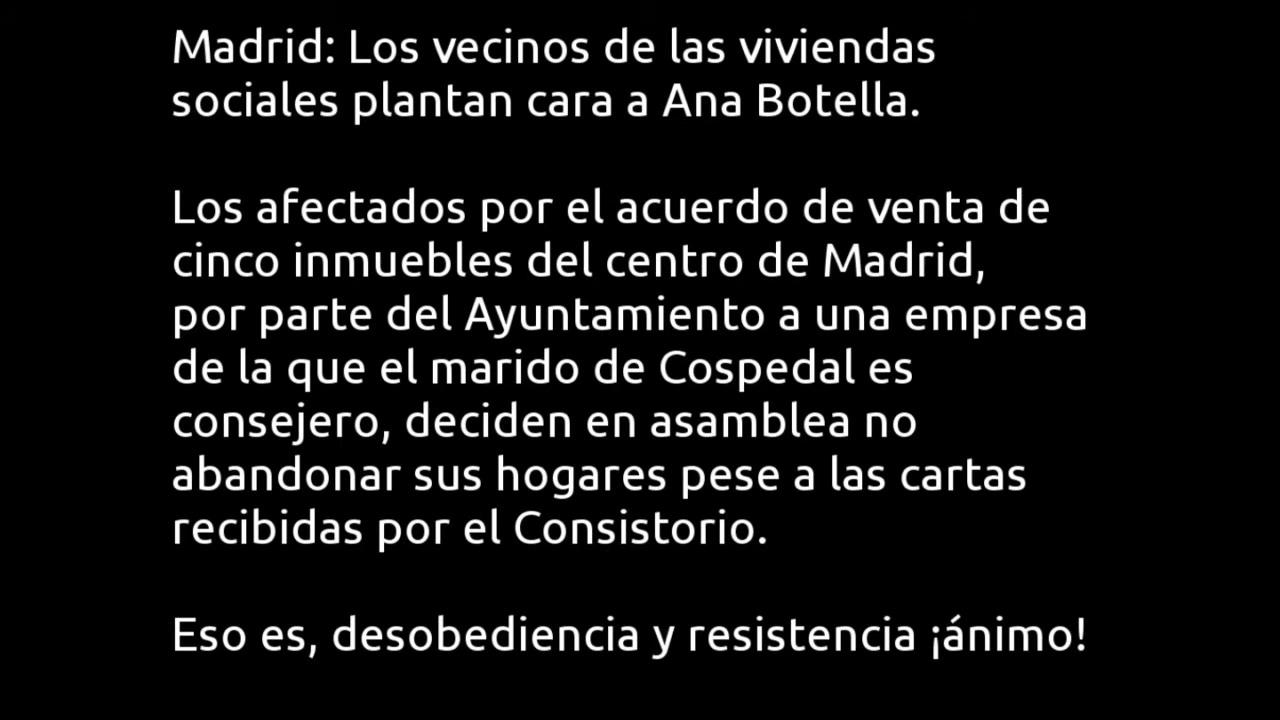 Madrid: Los vecinos de las viviendas
sociales plantan cara a Ana Botella.
Los afectados por el acuerdo de venta de
cinco inmuebles del centro de Madrid,
por parte del Ayuntamiento a una empresa
de la que el marido de Cospedal es
consejero, deciden en asamblea no
abandonar sus hogares pese a las cartas
recibidas por el Consistorio.
Eso es, desobediencia y resistencia ¡ánimo!